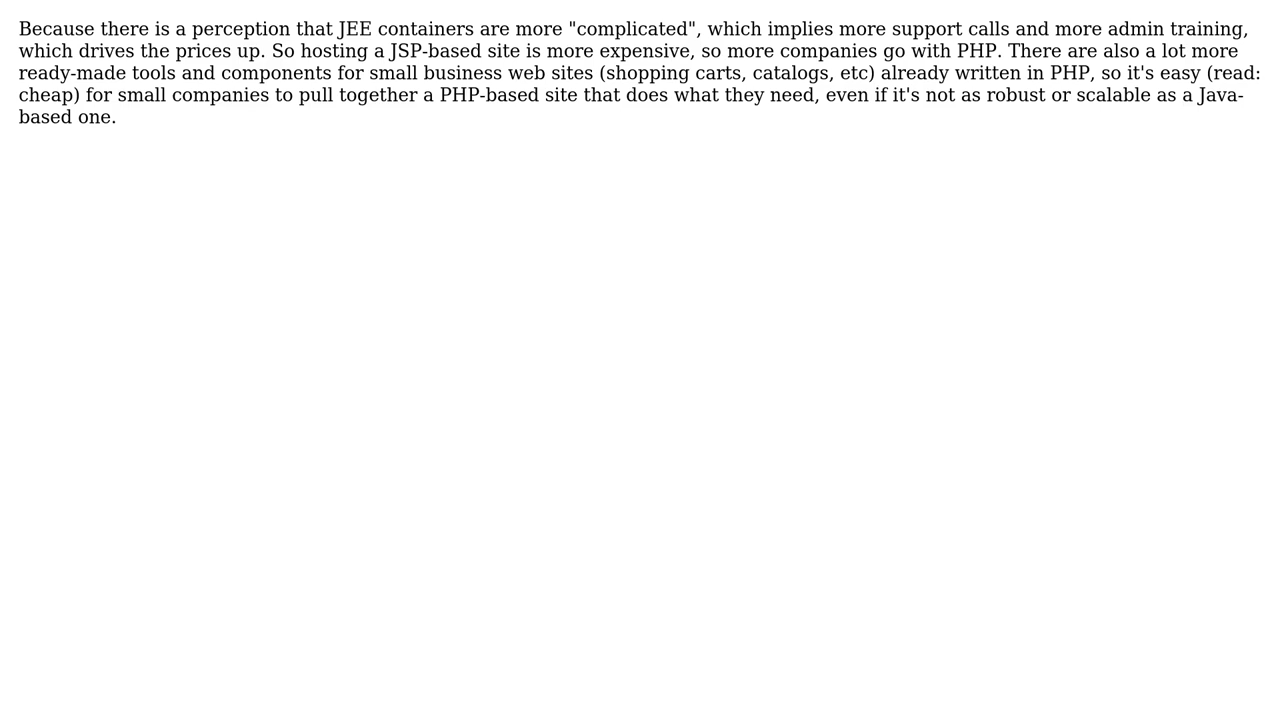 Because there is a perception that JEE containers are more "complicated", which implies more support calls and more admin training,
which drives the prices up. So hosting a JSP-based site is more expensive, so more companies go with PHP. There are also a lot more
ready-made tools and components for small business web sites (shopping carts, catalogs, etc) already written in PHP, so it's easy (read:
cheap) for small companies to pull together a PHP-based site that does what they need, even if it's not as robust or scalable as a Java-
based one.